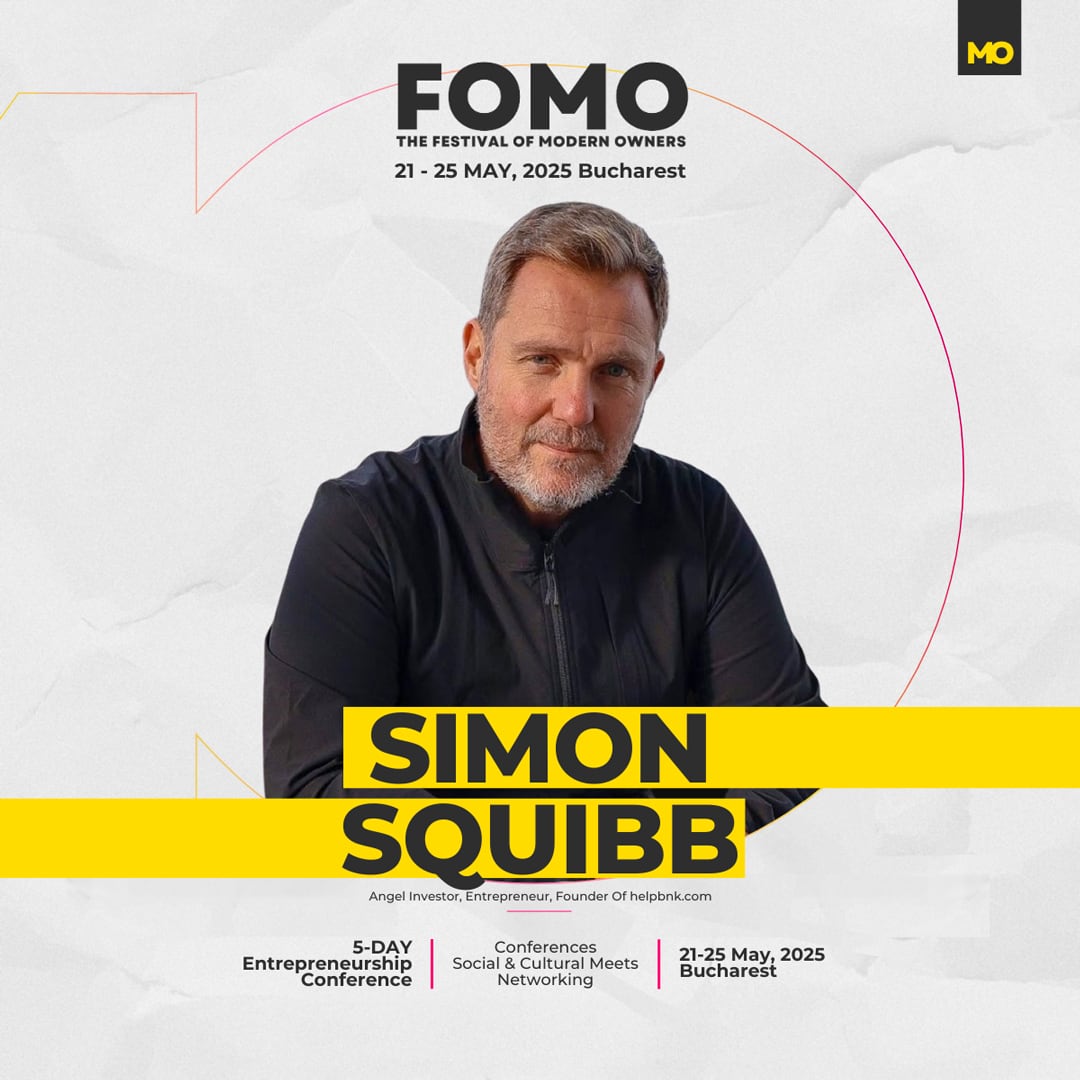 MO
FOMO
THE FESTIVAL OF MODERN OWNERS
21 - 25 MAY, 2025 Bucharest
SIMON
SQUIBB
Angel Investor, Entrepreneur, Founder Of helpbnk.com
5-DAY
Entrepreneurship
Conference
Conferences
Social & Cultural Meets
Networking
21-25 May, 2025
Bucharest